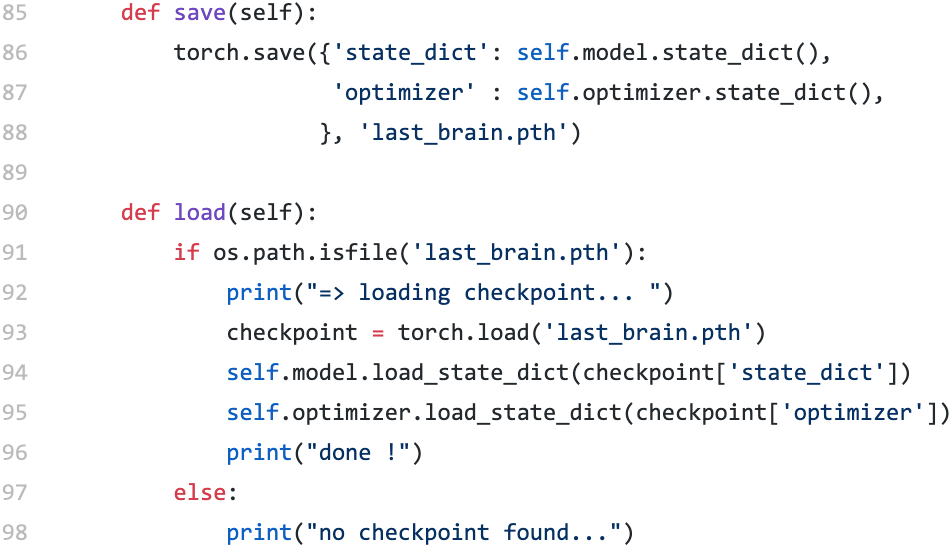 85 def save(self):
86 torch.save({'state_dict': self.model.state_dict(),
87 'optimizer' : self.optimizer.state_dict(),
88 }, 'last_brain.pth')
89
90 def load(self):
91 if os.path.isfile('last_brain.pth'):
92 print("=> loading checkpoint... ")
93 checkpoint = torch.load('last_brain.pth')
94 self.model.load_state_dict(checkpoint['state_dict'])
95 self.optimizer.load_state_dict(checkpoint['optimizer'])
96 print("done !")
97 else:
98 print("no checkpoint found...")